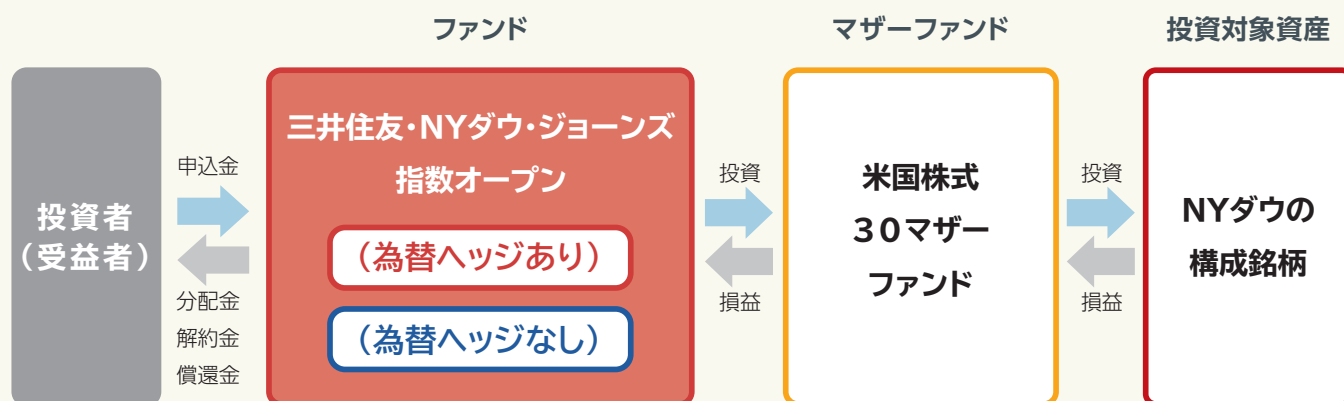 ファンド
マザーファンド
投資対象資産
投資者
（受益者）
申込金
分配金
解約金
償還金
三井住友・NYダウ・ジョーンズ
指数オープン
（為替ヘッジあり）
（為替ヘッジなし）
投資
損益
米国株式
３０マザー
ファンド
投資
損益
NYダウの
構成銘柄